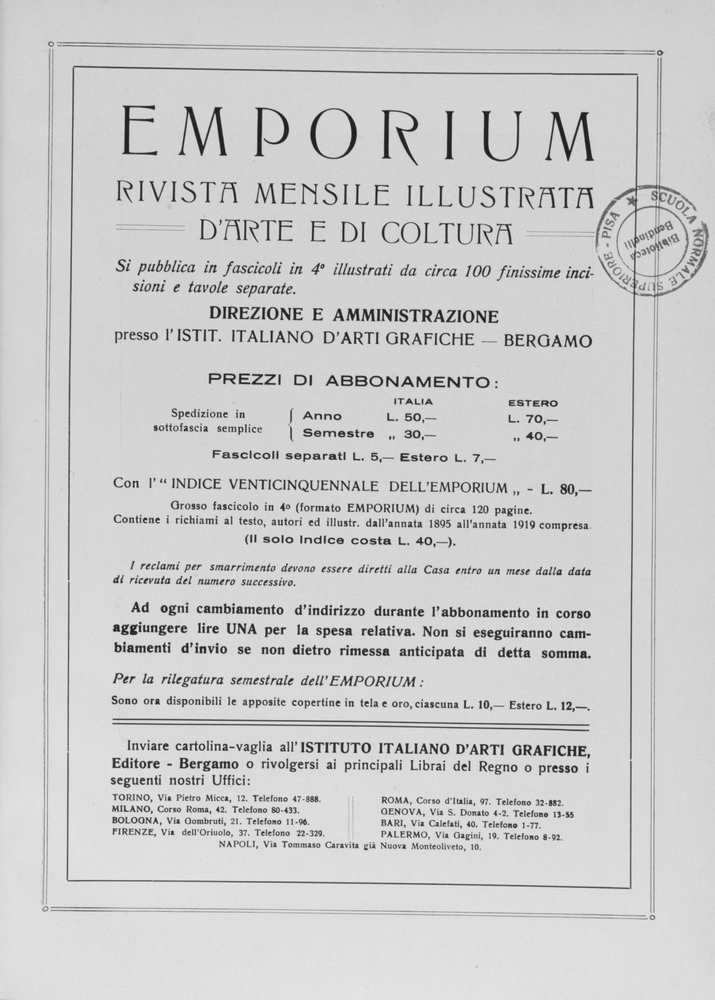 EMPORIUM
RIVISTA MENSILE ILLUSTRATA
D'ARTE E DI COLTURA
SCUOLA NORMALE SUPERIORE - PISA
Biblioteca
Bendinelli
Si pubblica in fascicoli in 4º illustrati da circa 100 finissime inci-
sioni e tavole separate.
DIREZIONE E AMMINISTRAZIONE
presso l'ISTIT. ITALIANO D'ARTI GRAFICHE — BERGAMO
PREZZI DI ABBONAMENTO:
ITALIA ESTERO
Spedizione in sottofascia semplice
Anno L. 50,— L. 70,—
Semestre „ 30,— „ 40,—
Fascicoli separati L. 5,— Estero L. 7,—
Con l'“ INDICE VENTICINQUENNALE DELL'EMPORIUM „ - L. 80,—
Grosso fascicolo in 4º (formato EMPORIUM) di circa 120 pagine.
Contiene i richiami al testo, autori ed illustr. dall'annata 1895 all'annata 1919 compresa.
(Il solo Indice costa L. 40,—).
I reclami per smarrimento devono essere diretti alla Casa entro un mese dalla data
di ricevuta del numero successivo.
Ad ogni cambiamento d'indirizzo durante l'abbonamento in corso
aggiungere lire UNA per la spesa relativa. Non si eseguiranno cam-
biamenti d'invio se non dietro rimessa anticipata di detta somma.
Per la rilegatura semestrale dell'EMPORIUM :
Sono ora disponibili le apposite copertine in tela e oro, ciascuna L. 10,— Estero L. 12,—.
Inviare cartolina-vaglia all'ISTITUTO ITALIANO D'ARTI GRAFICHE,
Editore - Bergamo o rivolgersi ai principali Librai del Regno o presso i
seguenti nostri Uffici:
TORINO, Via Pietro Micca, 12. Telefono 47-888.
MILANO, Corso Roma, 42. Telefono 80-433.
BOLOGNA, Via Gombruti, 21. Telefono 11-96.
FIRENZE, Via dell'Oriuolo, 37. Telefono 22-329.
ROMA, Corso d'Italia, 97. Telefono 32-882.
GENOVA, Via S. Donato 4-2. Telefono 13-55
BARI, Via Calefati, 40. Telefono 1-77.
PALERMO, Via Gagini, 19. Telefono 8-92.
NAPOLI, Via Tommaso Caravita già Nuova Monteoliveto, 10.